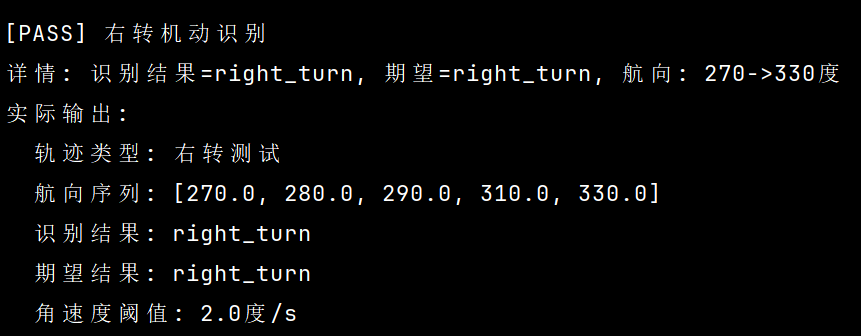 [PASS] 右转机动识别
详情: 识别结果=right_turn, 期望=right_turn, 航向: 270->330度
实际输出:
轨迹类型: 右转测试
航向序列: [270.0, 280.0, 290.0, 310.0, 330.0]
识别结果: right_turn
期望结果: right_turn
角速度阈值: 2.0度/s